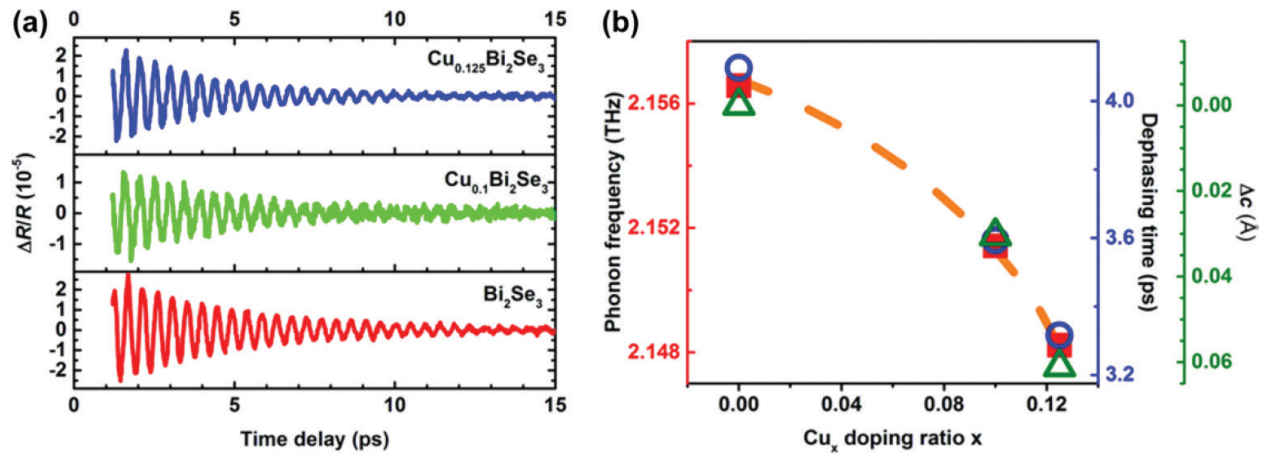 (a)
0 5 10 15
Cu0.125Bi2Se3
2
1
0
-1
-2
Cu0.1Bi2Se3
1
0
-1
Bi2Se3
2
1
0
-1
-2
ΔR/R (10-5)
0 5 10 15
Time delay (ps)
(b)
Phonon frequency (THz)
2.156
2.152
2.148
0.00 0.04 0.08 0.12
Cux doping ratio x
4.0
3.6
3.2
Dephasing time (ps)
0.00
0.02
0.04
0.06
Δc (Å)